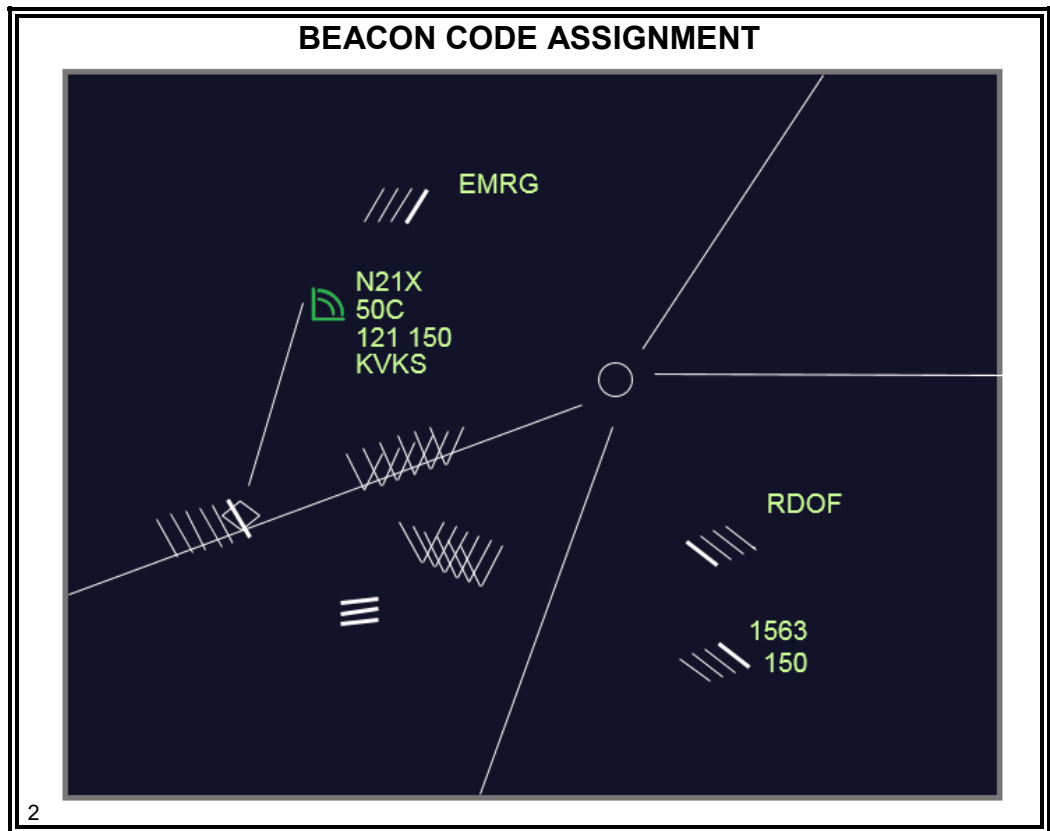 BEACON CODE ASSIGNMENT
EMRG
N21X
50C
121 150
KVKS
RDOF
1563
150
2